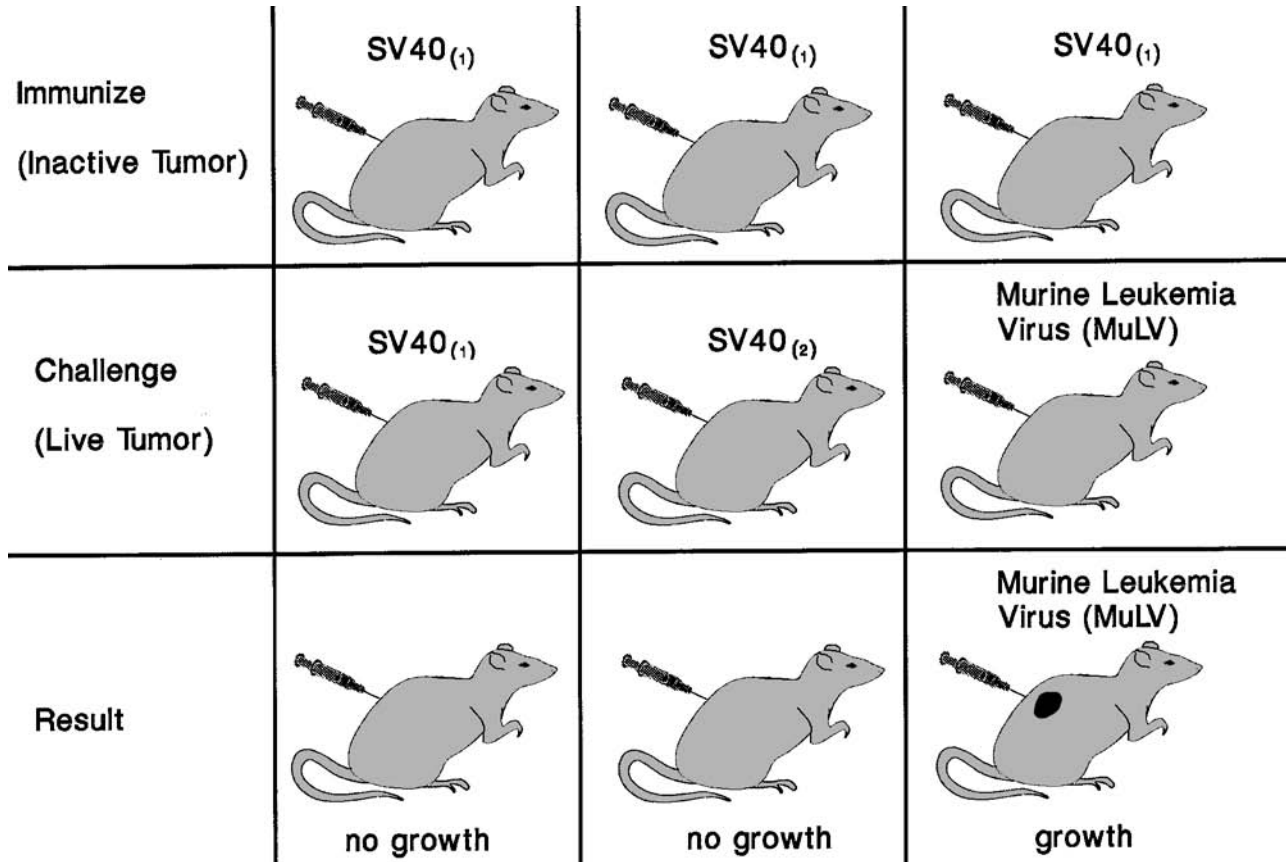 Immunize
(Inactive Tumor)
SV40(1)
SV40(1)
SV40(1)
Challenge
(Live Tumor)
SV40(1)
SV40(2)
Murine Leukemia
Virus (MuLV)
Result
Murine Leukemia
Virus (MuLV)
no growth
no growth
growth